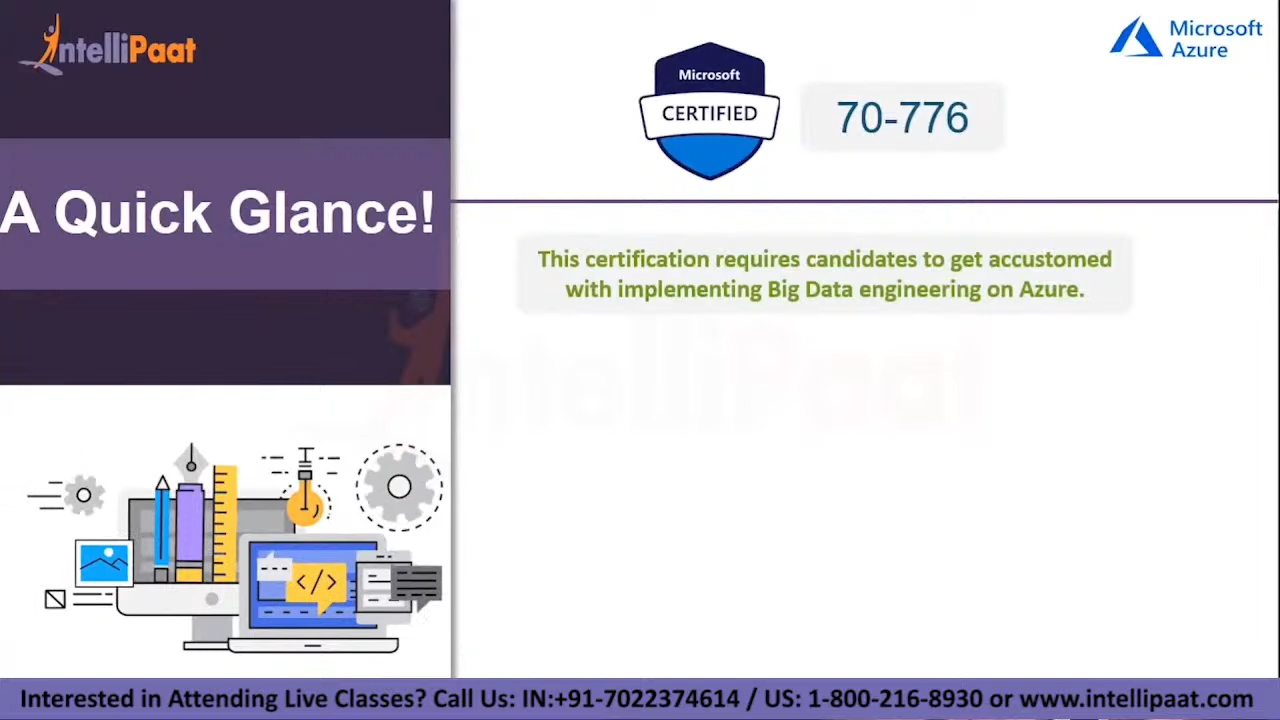 IntelliPaat
Microsoft
Azure
Microsoft
CERTIFIED
70-776
A Quick Glance!
This certification requires candidates to get accustomed
with implementing Big Data engineering on Azure.
IntelliPaat
</>
Interested in Attending Live Classes? Call Us: IN:+91-7022374614 / US: 1-800-216-8930 or www.intellipaat.com